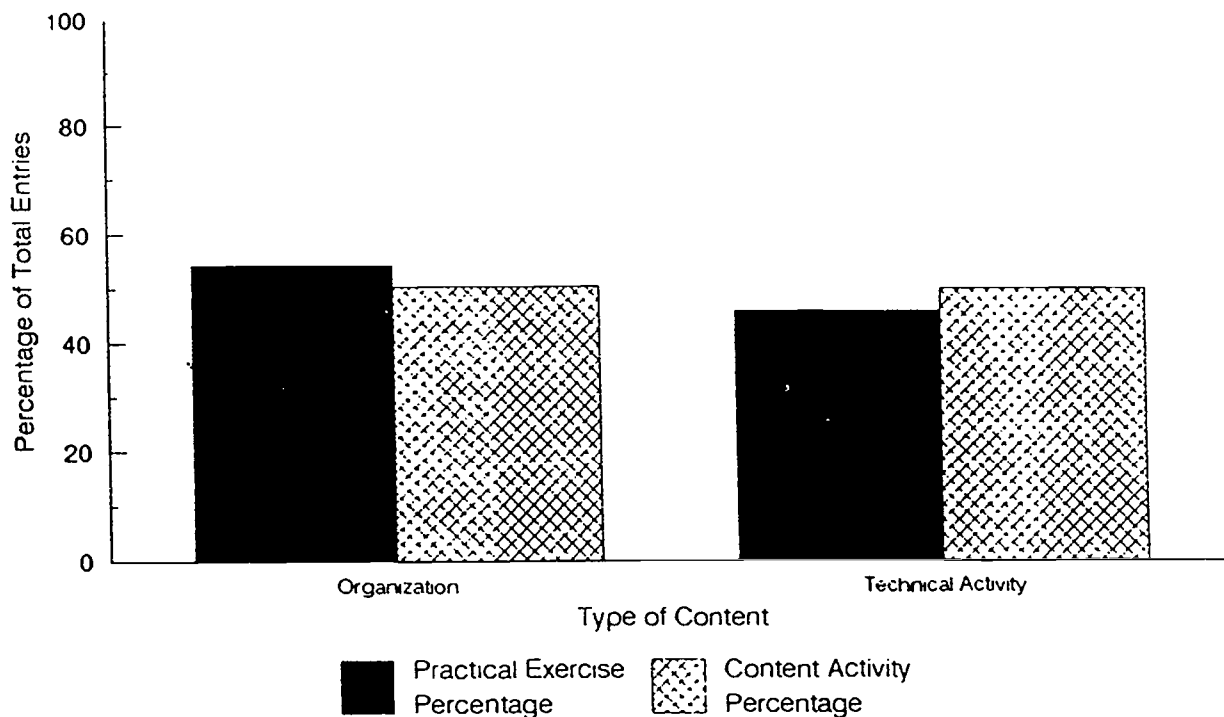 100
80
60
40
20
0
Percentage of Total Entries
Organization
Technical Activity
Type of Content
Practical Exercise
Percentage
Content Activity
Percentage